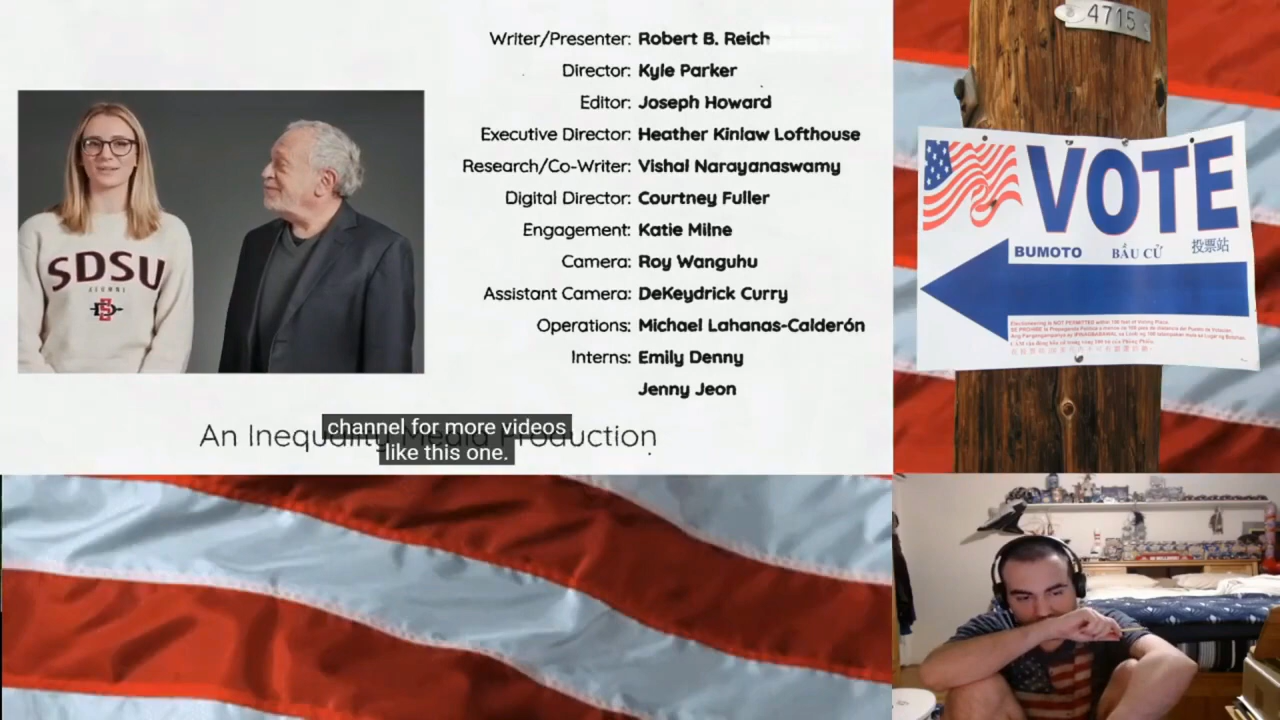 Writer/Presenter: Robert B. Reich
Director: Kyle Parker
Editor: Joseph Howard
Executive Director: Heather Kinlaw Lofthouse
Research/Co-Writer: Vishal Narayanaswamy
Digital Director: Courtney Fuller
Engagement: Katie Milne
Camera: Roy Wanguhu
Assistant Camera: DeKeydrick Curry
Operations: Michael Lahanas-Calderón
Interns: Emily Denny
Jenny Jeon
An Inequality Media Production
channel for more videos
like this one.
SDSU
ALUMNI
4715
VOTE
BUMOTO BẦU CỬ 投票站